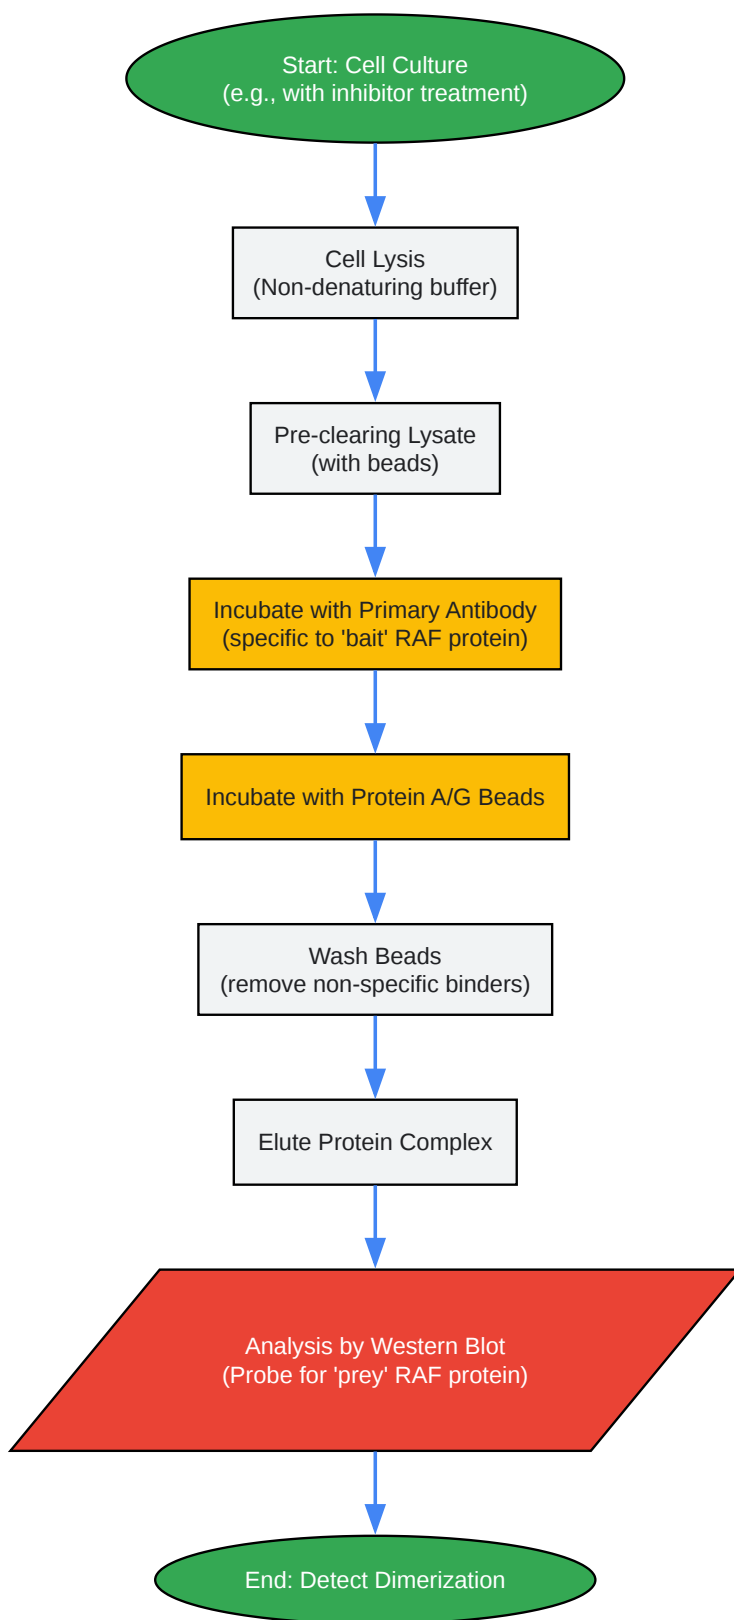 Start: Cell Culture
(e.g., with inhibitor treatment)
Cell Lysis
(Non-denaturing buffer)
Pre-clearing Lysate
(with beads)
Incubate with Primary Antibody
(specific to 'bait' RAF protein)
Incubate with Protein A/G Beads
Wash Beads
(remove non-specific binders)
Elute Protein Complex
Analysis by Western Blot
(Probe for 'prey' RAF protein)
End: Detect Dimerization